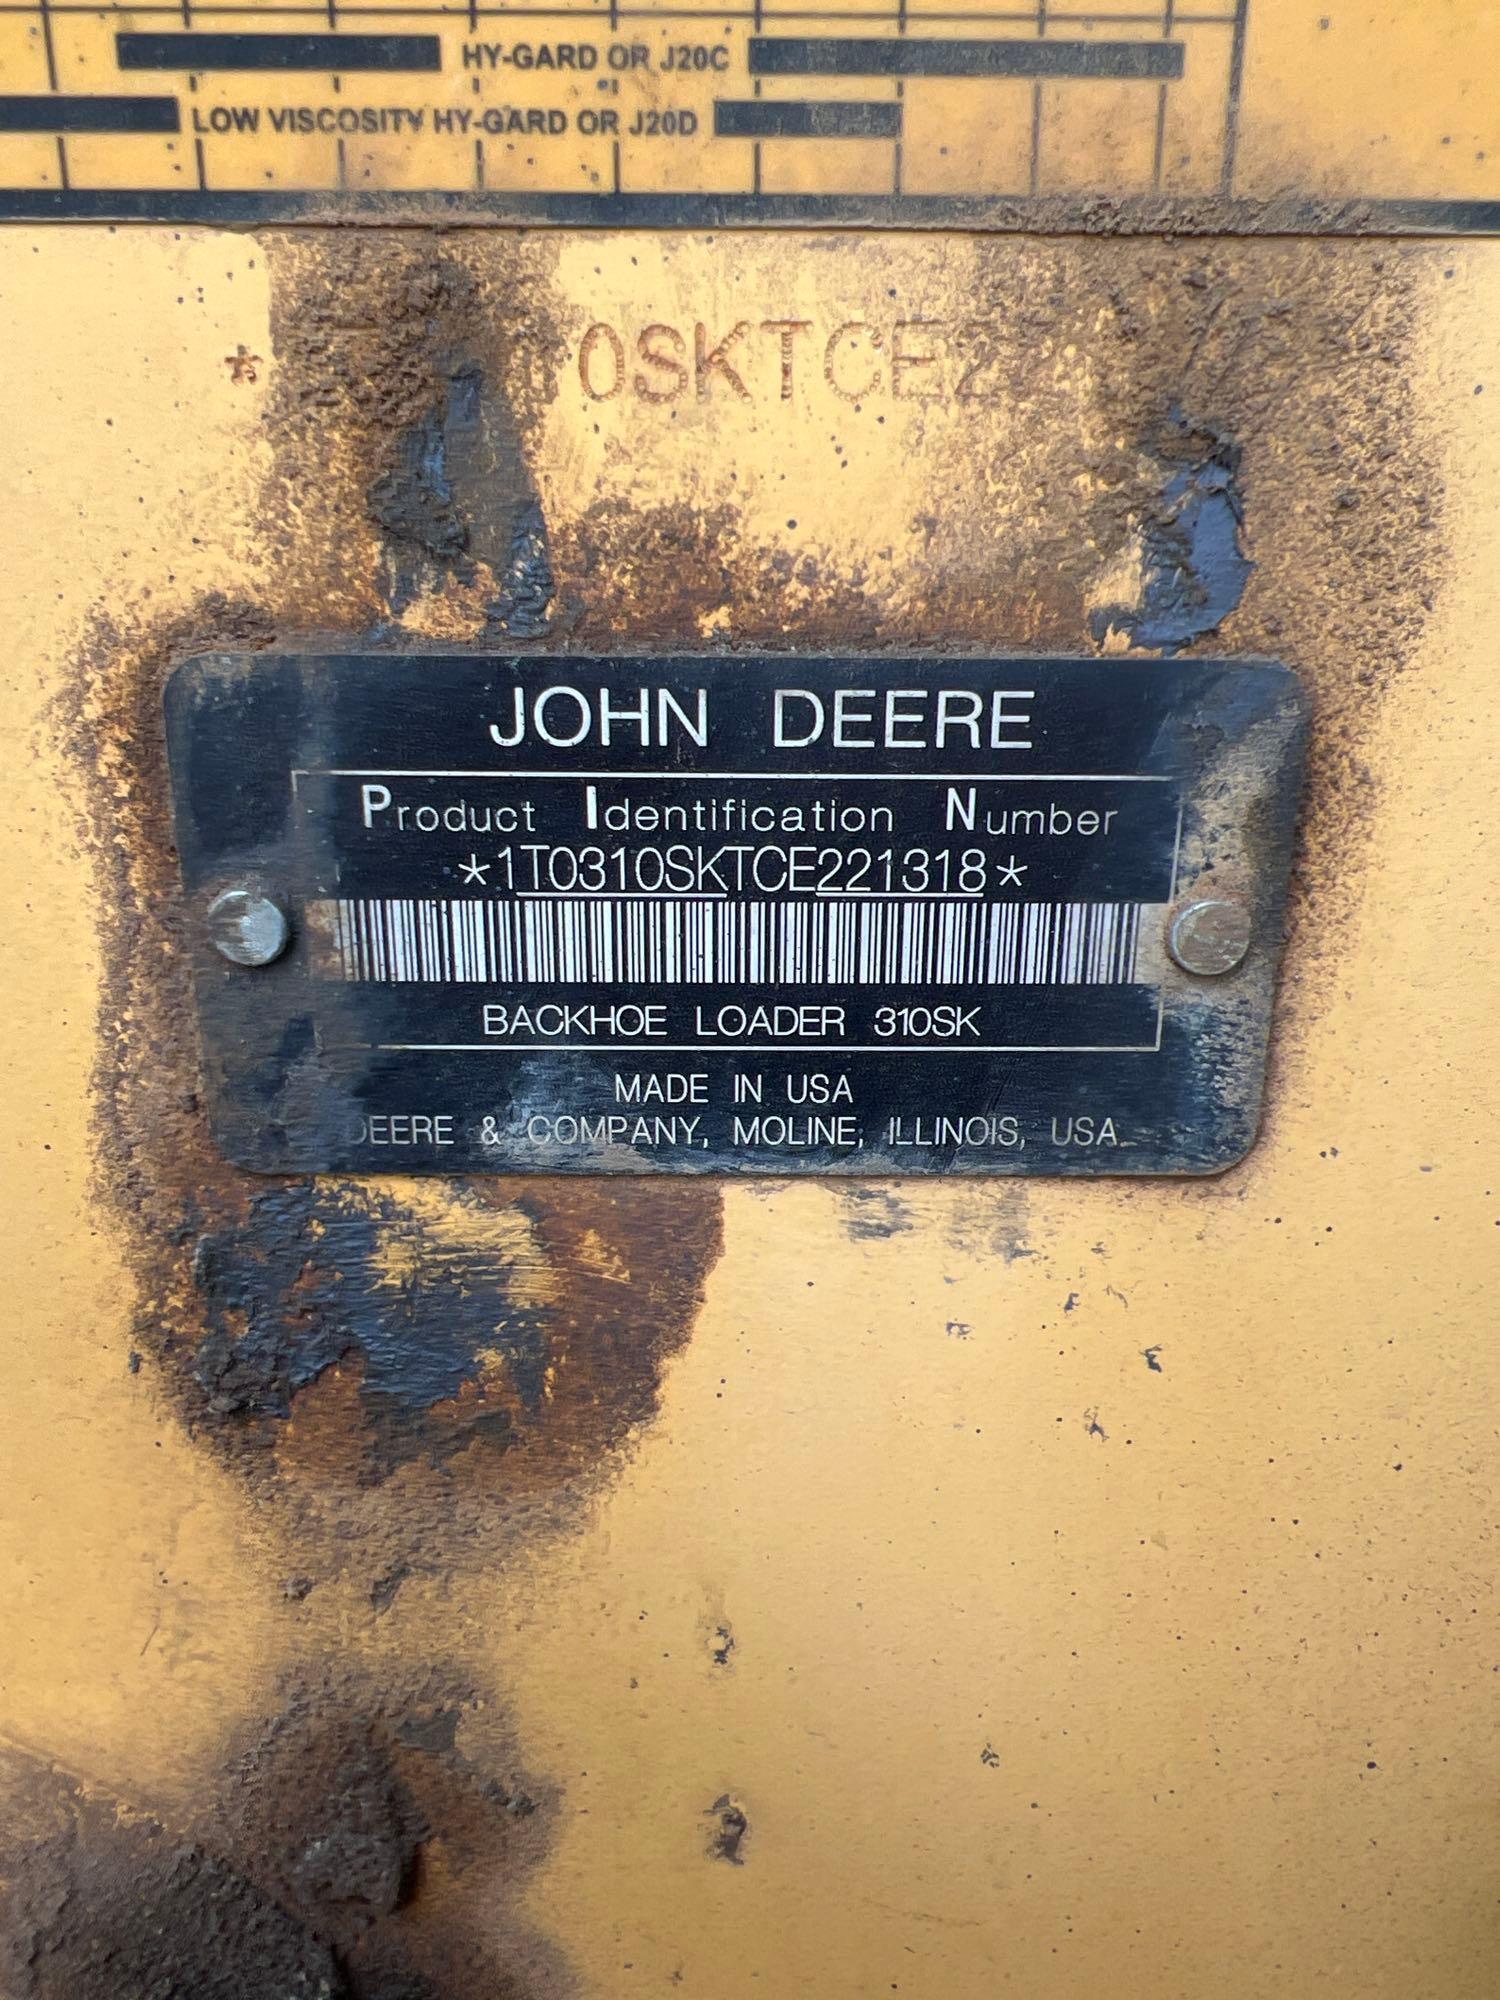 HY-GARD OR J20C
LOW VISCOSITY HY-GARD OR J20D
* 0SKTCE22
JOHN DEERE
Product Identification Number
*1T0310SKTCE221318*
BACKHOE LOADER 310SK
MADE IN USA
DEERE & COMPANY, MOLINE, ILLINOIS, USA